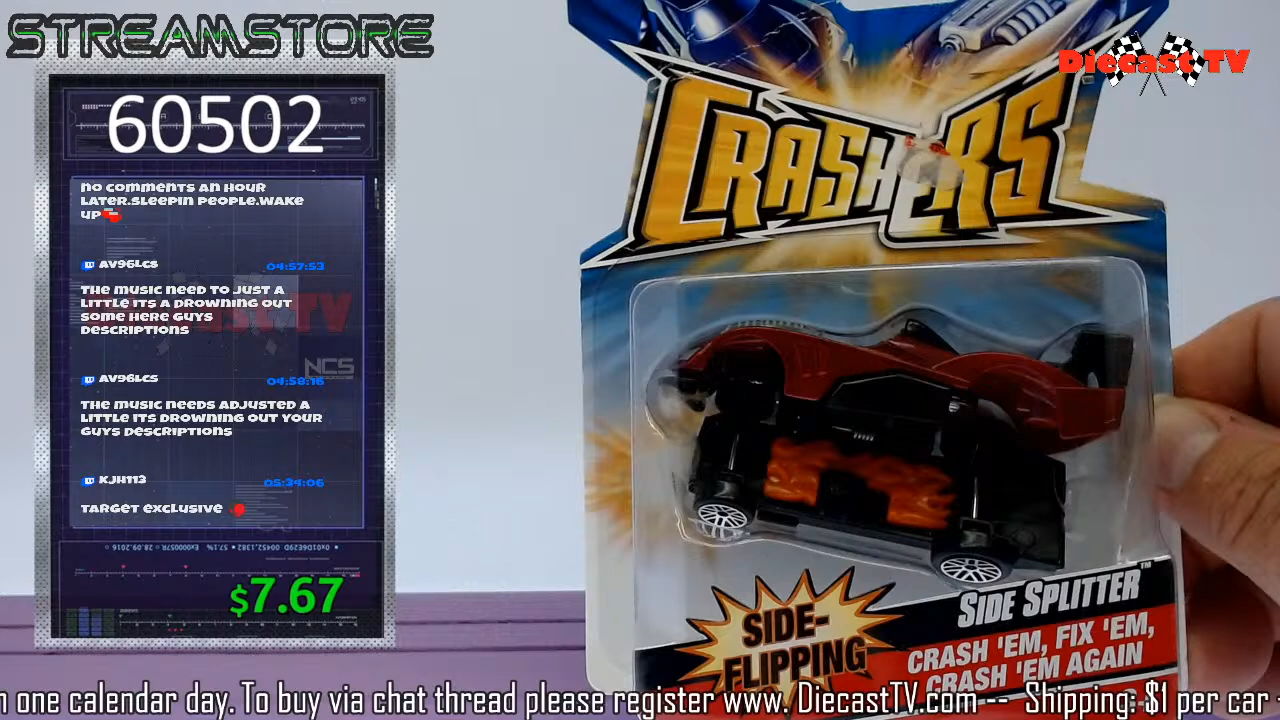 STREAMSTORE
60502
NO COMMENTS AN HOUR
LATER.SLEEPIN PEOPLE.WAKE
UP
AV96LCS 04:57:53
THE MUSIC NEED TO JUST A
LITTLE ITS A DROWNING OUT
SOME HERE GUYS
DESCRIPTIONS
NCS
AV96LCS 04:58:16
THE MUSIC NEEDS ADJUSTED A
LITTLE ITS DROWNING OUT YOUR
GUYS DESCRIPTIONS
KJH113 05:34:06
TARGET EXCLUSIVE
$7.67
Diecast TV
CRASHERS
SIDE-
FLIPPING
SIDE SPLITTER™
CRASH 'EM, FIX 'EM,
CRASH 'EM AGAIN
n one calendar day. To buy via chat thread please register www. DiecastTV.com -- Shipping: $1 per car